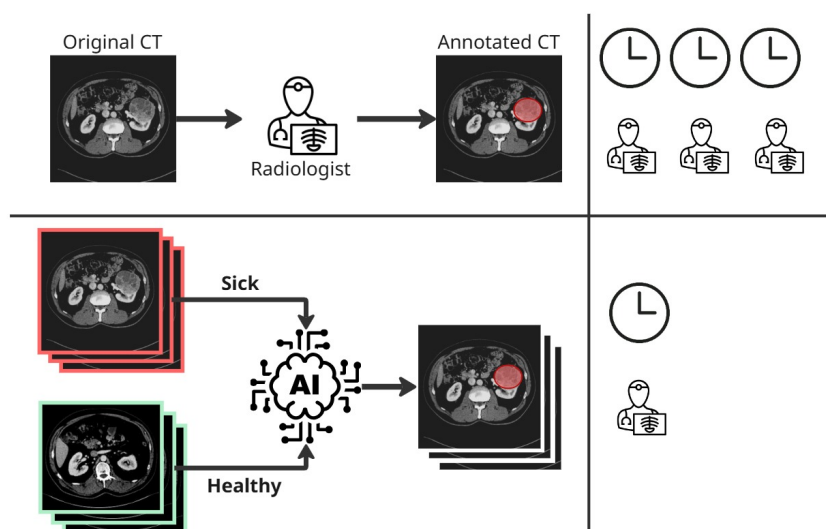 Original CT
Annotated CT
Radiologist
Sick
AI
Healthy